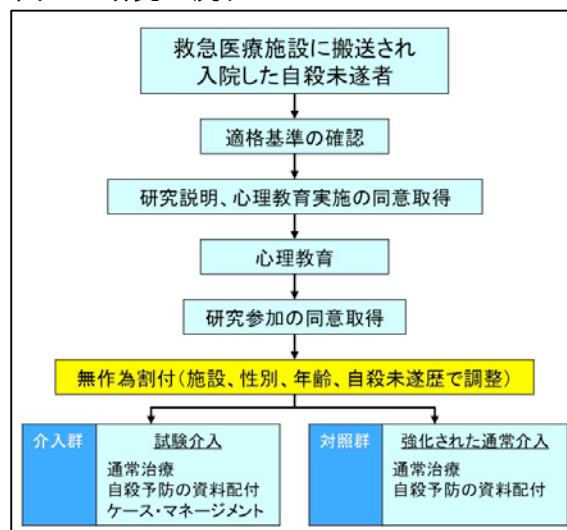 救急医療施設に搬送され
入院した自殺未遂者
適格基準の確認
研究説明、心理教育実施の同意取得
心理教育
研究参加の同意取得
無作為割付(施設、性別、年齢、自殺未遂歴で調整)
介入群
試験介入
通常治療
自殺予防の資料配付
ケース・マネージメント
対照群
強化された通常介入
通常治療
自殺予防の資料配付